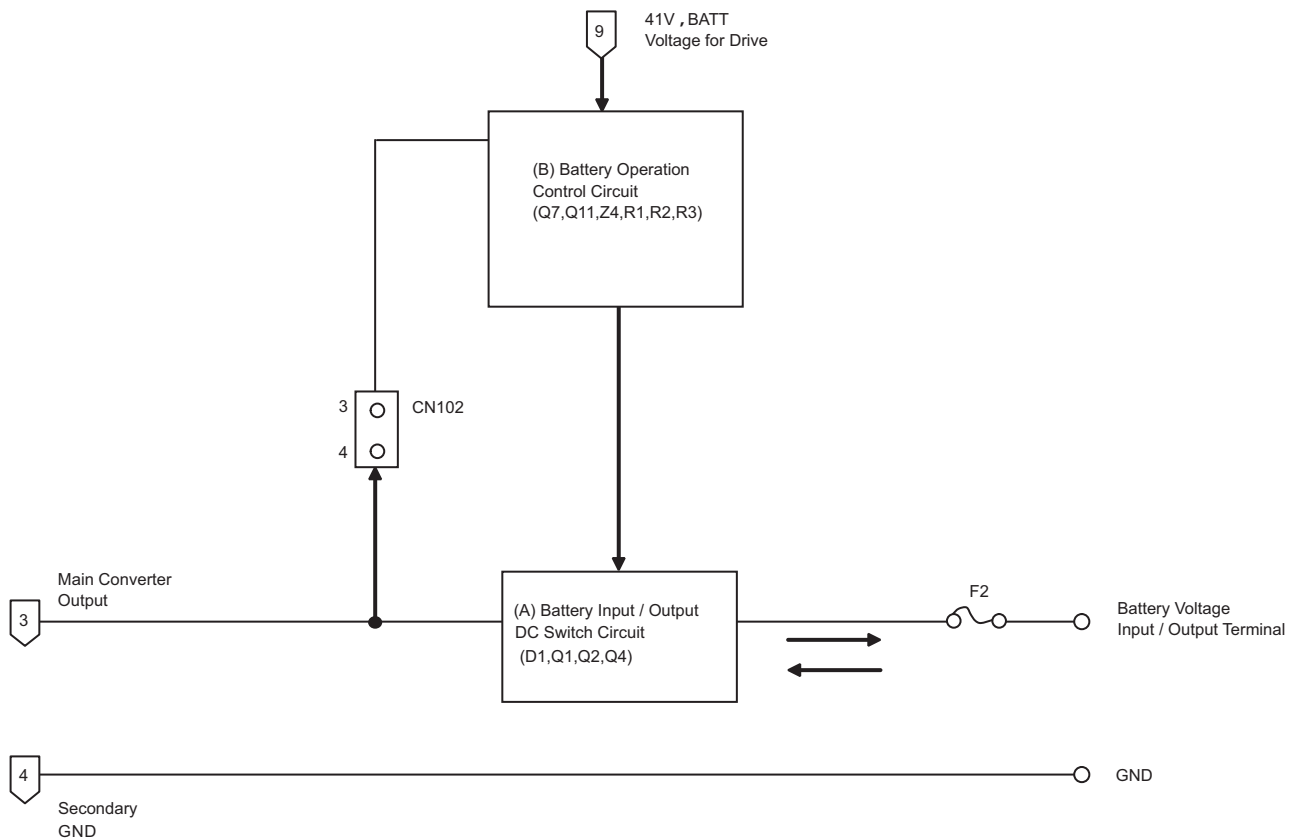 9
41V , BATT
Voltage for Drive
(B) Battery Operation
Control Circuit
(Q7,Q11,Z4,R1,R2,R3)
3
CN102
4
Main Converter
Output
3
(A) Battery Input / Output
DC Switch Circuit
(D1,Q1,Q2,Q4)
F2
Battery Voltage
Input / Output Terminal
4
GND
Secondary
GND